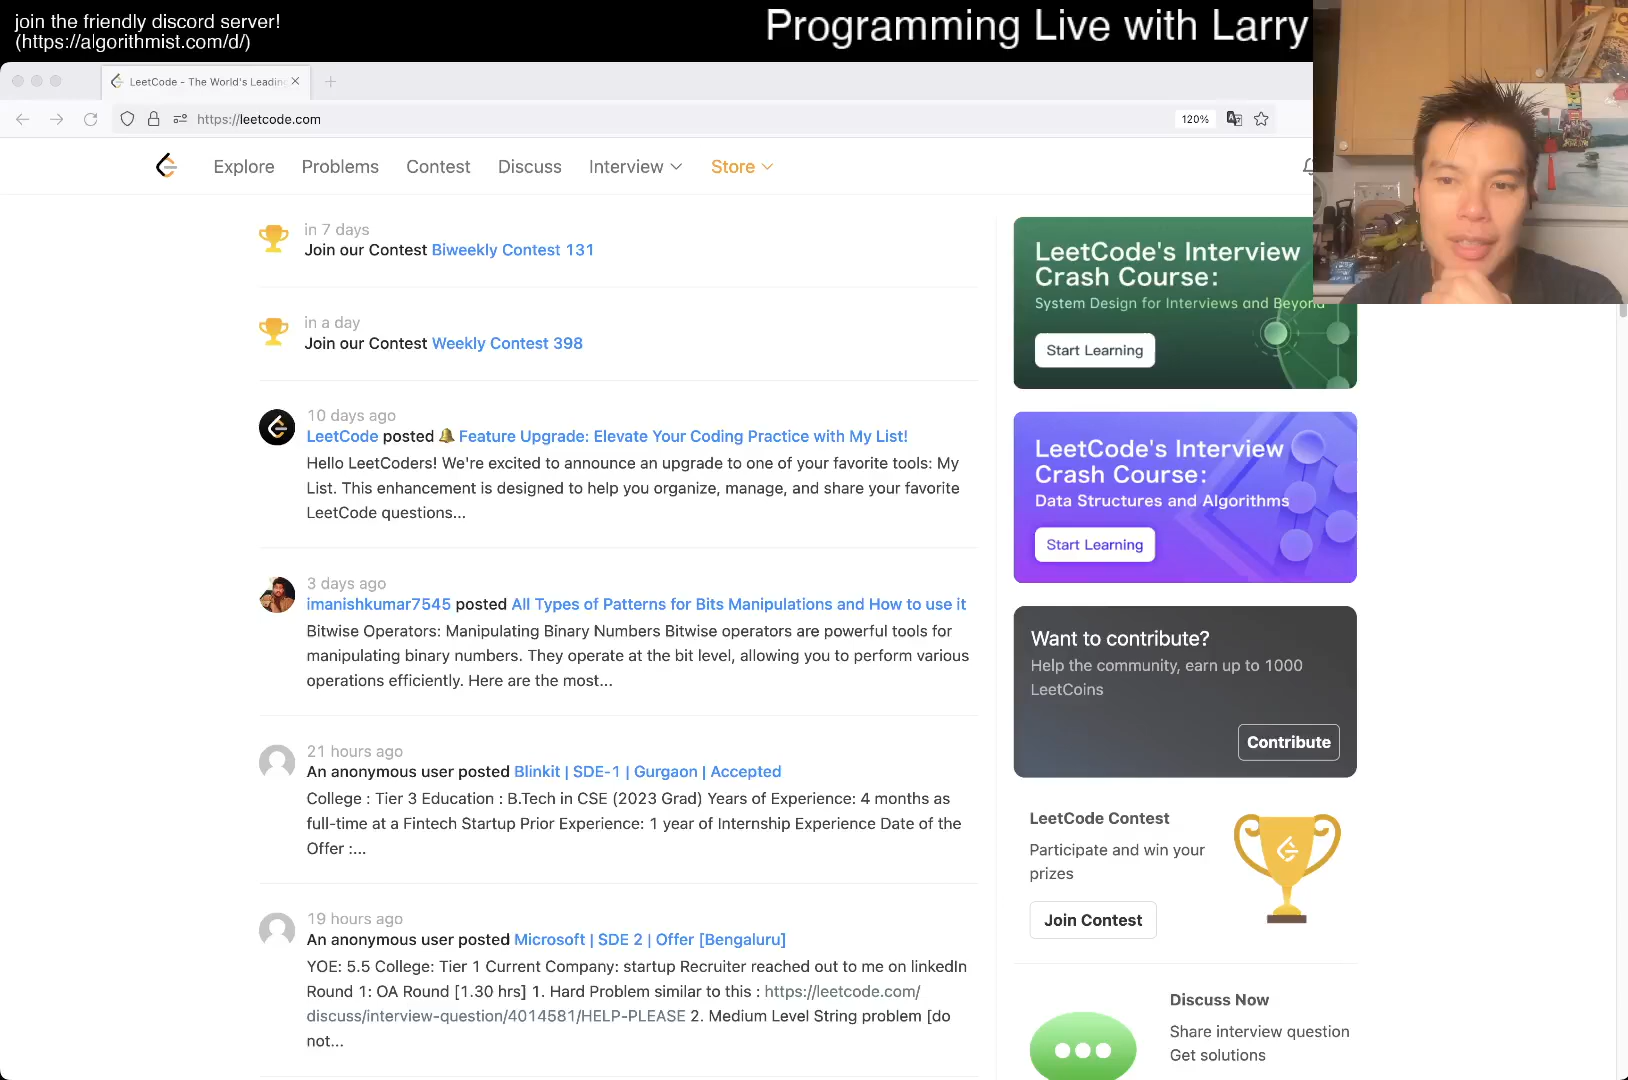 join the friendly discord server!
(https://algorithmist.com/d/)
Programming Live with Larry
LeetCode - The World's Leading
https://leetcode.com
120%
Explore
Problems
Contest
Discuss
Interview
Store
in 7 days
Join our Contest Biweekly Contest 131
in a day
Join our Contest Weekly Contest 398
10 days ago
LeetCode posted 🔔 Feature Upgrade: Elevate Your Coding Practice with My List!
Hello LeetCoders! We're excited to announce an upgrade to one of your favorite tools: My
List. This enhancement is designed to help you organize, manage, and share your favorite
LeetCode questions...
3 days ago
imanishkumar7545 posted All Types of Patterns for Bits Manipulations and How to use it
Bitwise Operators: Manipulating Binary Numbers Bitwise operators are powerful tools for
manipulating binary numbers. They operate at the bit level, allowing you to perform various
operations efficiently. Here are the most...
21 hours ago
An anonymous user posted Blinkit | SDE-1 | Gurgaon | Accepted
College : Tier 3 Education : B.Tech in CSE (2023 Grad) Years of Experience: 4 months as
full-time at a Fintech Startup Prior Experience: 1 year of Internship Experience Date of the
Offer :...
19 hours ago
An anonymous user posted Microsoft | SDE 2 | Offer [Bengaluru]
YOE: 5.5 College: Tier 1 Current Company: startup Recruiter reached out to me on linkedIn
Round 1: OA Round [1.30 hrs] 1. Hard Problem similar to this : https://leetcode.com/
discuss/interview-question/4014581/HELP-PLEASE 2. Medium Level String problem [do
not...
LeetCode's Interview
Crash Course:
System Design for Interviews and Beyond
Start Learning
LeetCode's Interview
Crash Course:
Data Structures and Algorithms
Start Learning
Want to contribute?
Help the community, earn up to 1000
LeetCoins
Contribute
LeetCode Contest
Participate and win your
prizes
Join Contest
Discuss Now
Share interview question
Get solutions